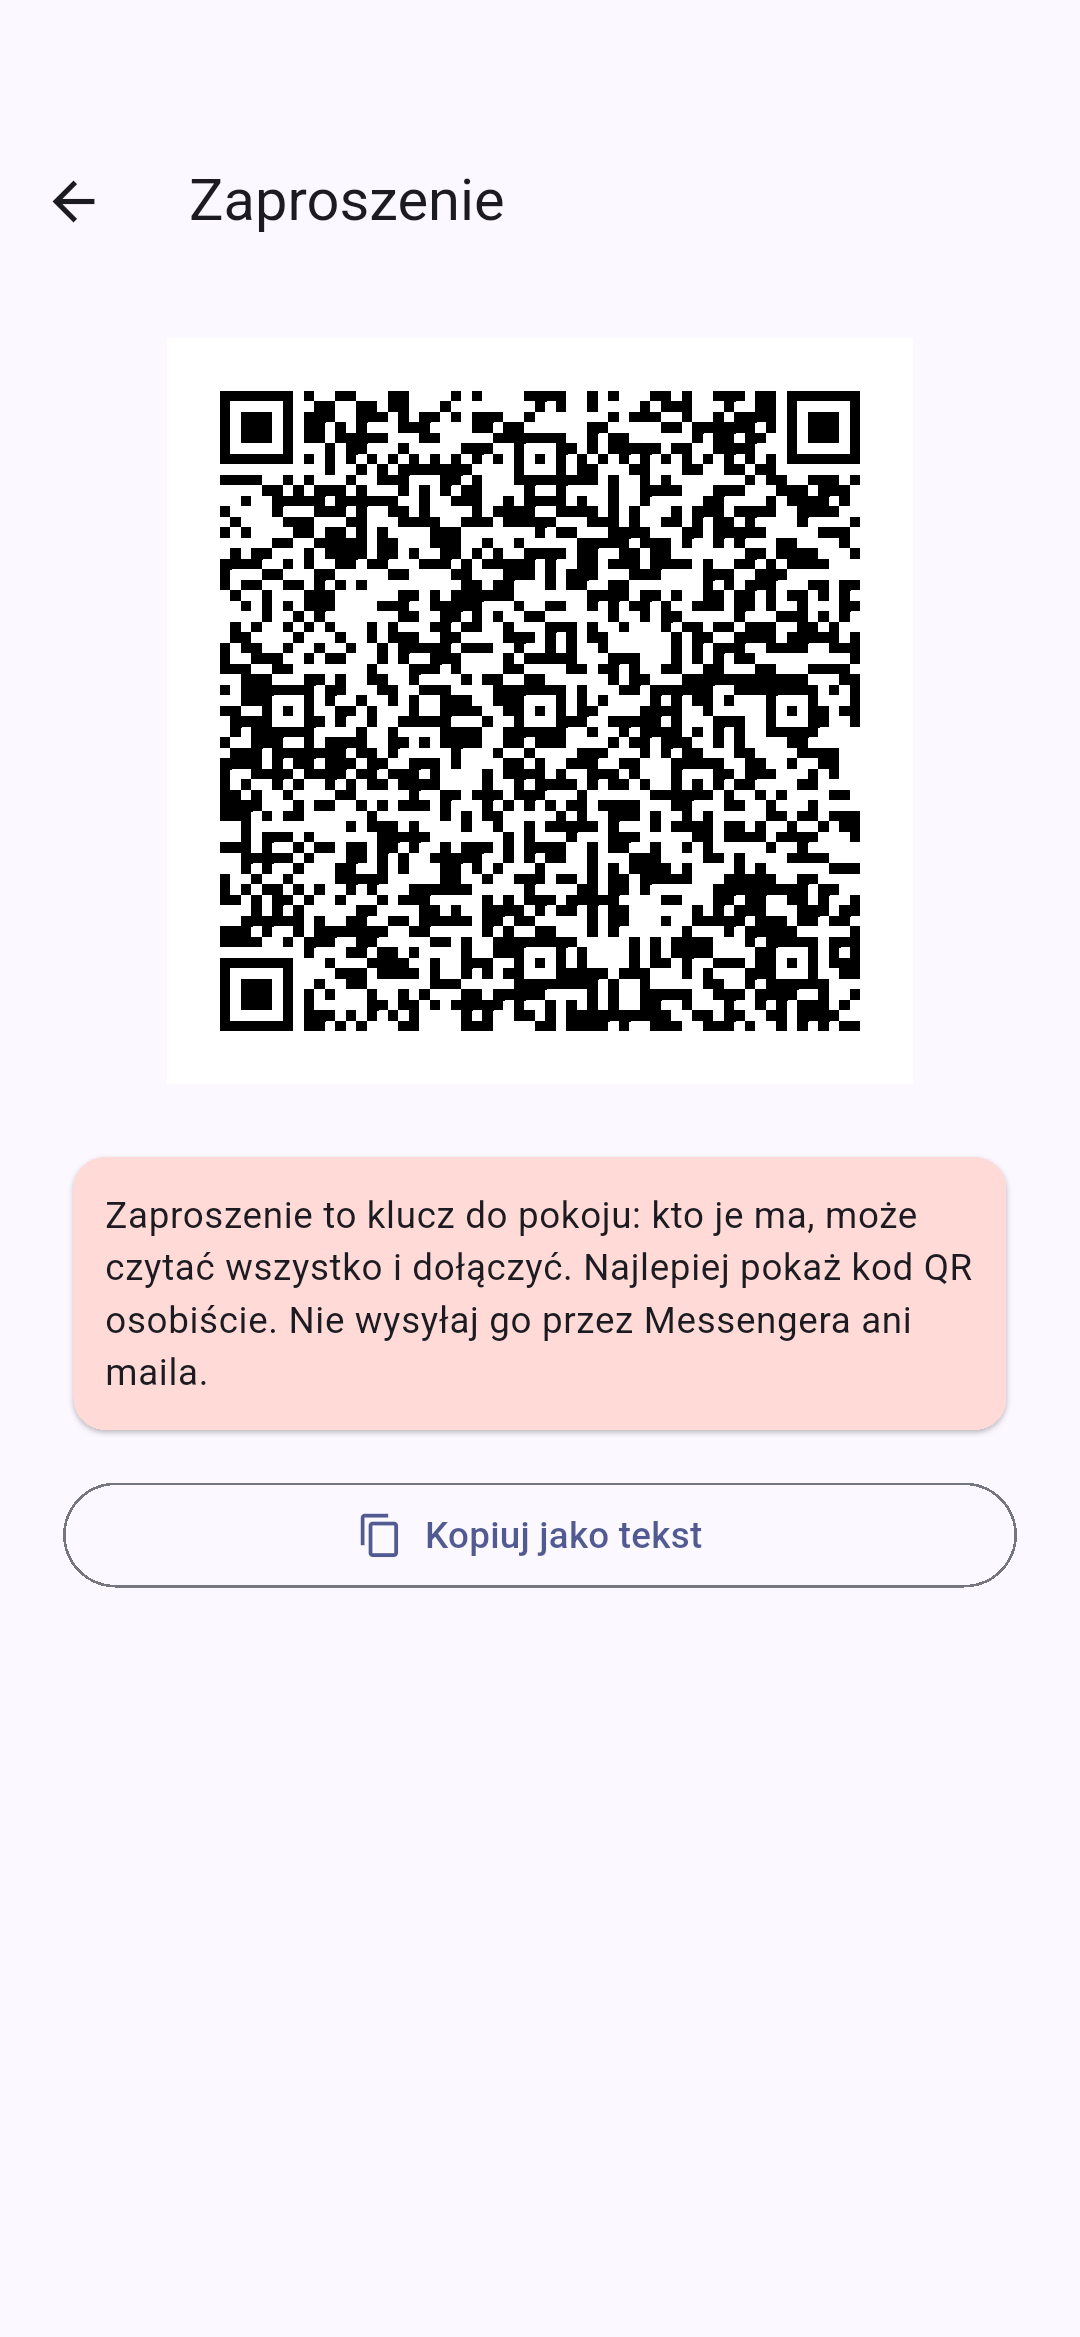 Zaproszenie
Zaproszenie to klucz do pokoju: kto je ma, może
czytać wszystko i dołączyć. Najlepiej pokaż kod QR
osobiście. Nie wysyłaj go przez Messengera ani
maila.
Kopiuj jako tekst